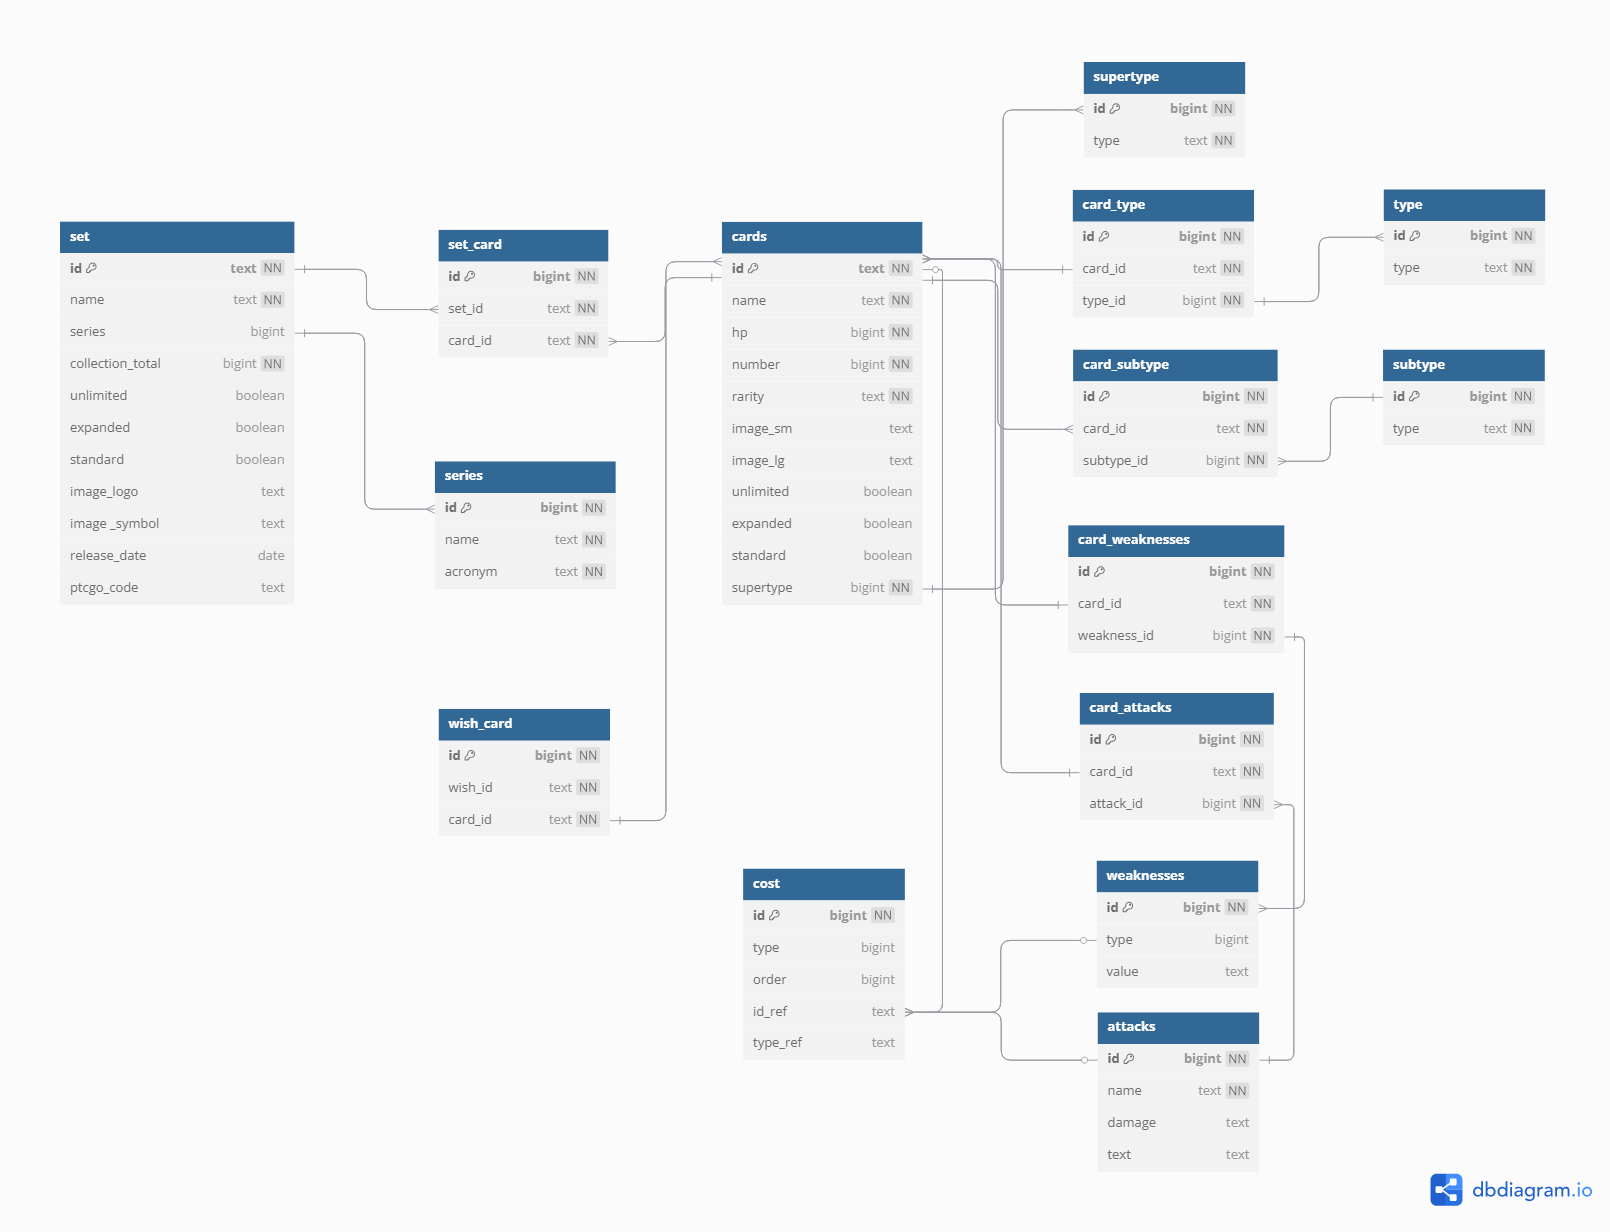 set
id text NN
name text NN
series bigint
collection_total bigint NN
unlimited boolean
expanded boolean
standard boolean
image_logo text
image _symbol text
release_date date
ptcgo_code text
set_card
id bigint NN
set_id text NN
card_id text NN
series
id bigint NN
name text NN
acronym text NN
wish_card
id bigint NN
wish_id text NN
card_id text NN
cards
id text NN
name text NN
hp bigint NN
number bigint NN
rarity text NN
image_sm text
image_lg text
unlimited boolean
expanded boolean
standard boolean
supertype bigint NN
cost
id bigint NN
type bigint
order bigint
id_ref text
type_ref text
supertype
id bigint NN
type text NN
card_type
id bigint NN
card_id text NN
type_id bigint NN
type
id bigint NN
type text NN
card_subtype
id bigint NN
card_id text NN
subtype_id bigint NN
subtype
id bigint NN
type text NN
card_weaknesses
id bigint NN
card_id text NN
weakness_id bigint NN
card_attacks
id bigint NN
card_id text NN
attack_id bigint NN
weaknesses
id bigint NN
type bigint
value text
attacks
id bigint NN
name text NN
damage text
text text
dbdiagram.io